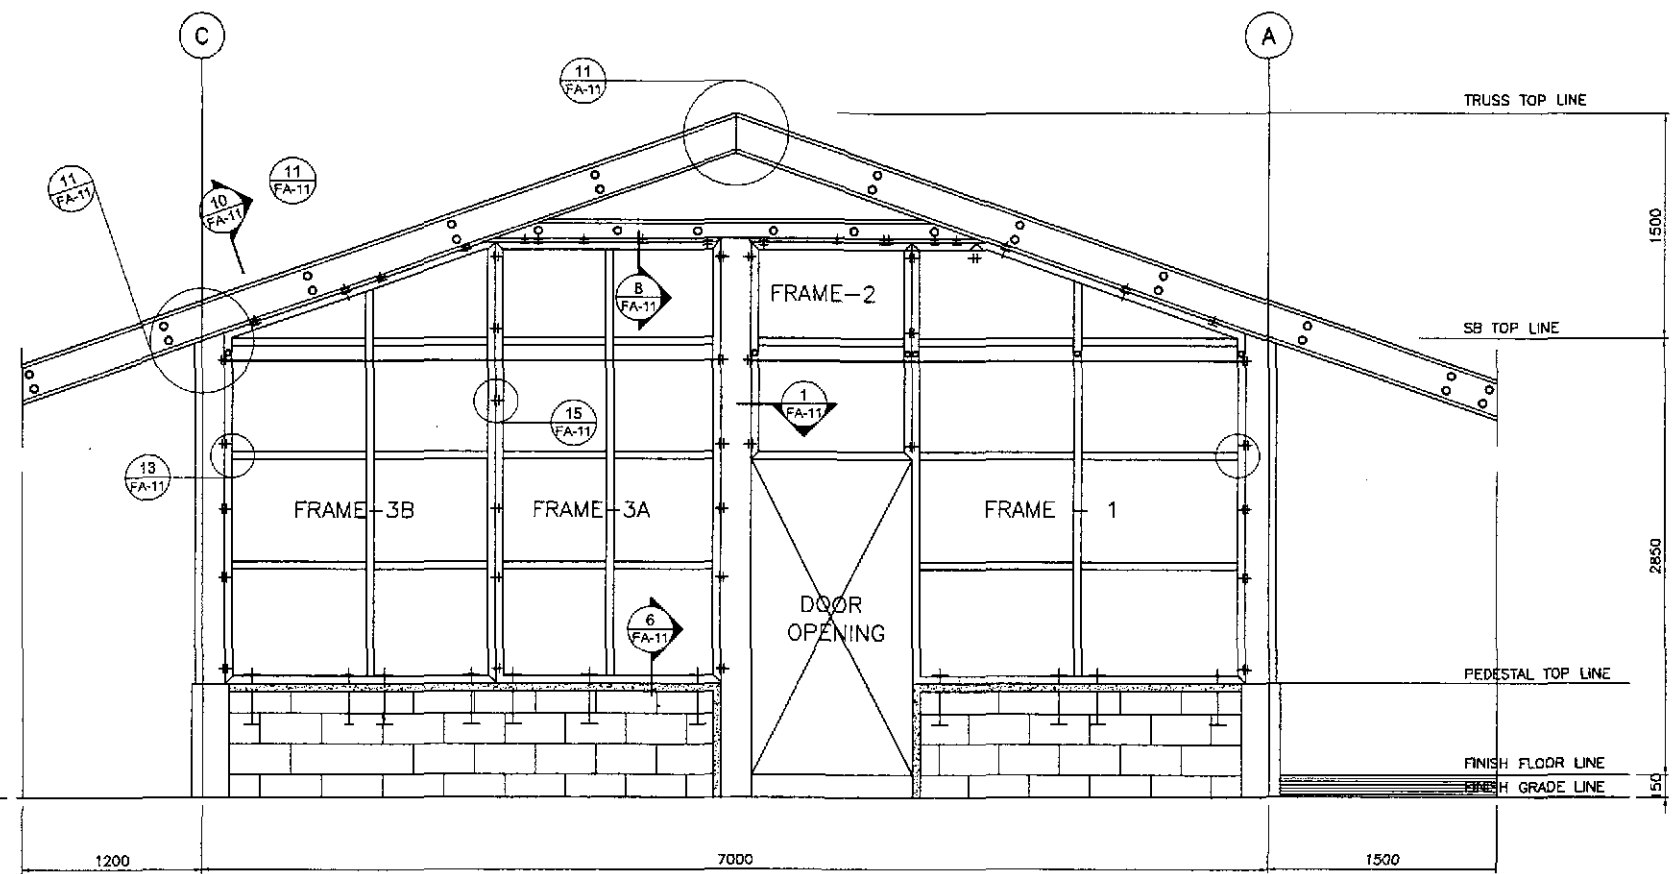 C
A
11
FA-11
TRUSS TOP LINE
11
FA-11
10
FA-11
11
FA-11
1500
8
FA-11
FRAME-2
SB TOP LINE
1
FA-11
15
FA-11
13
FA-11
FRAME-3B
FRAME-3A
FRAME - 1
2850
DOOR
OPENING
6
FA-11
PEDESTAL TOP LINE
FINISH FLOOR LINE
FINISH GRADE LINE
150
1200
7000
1500